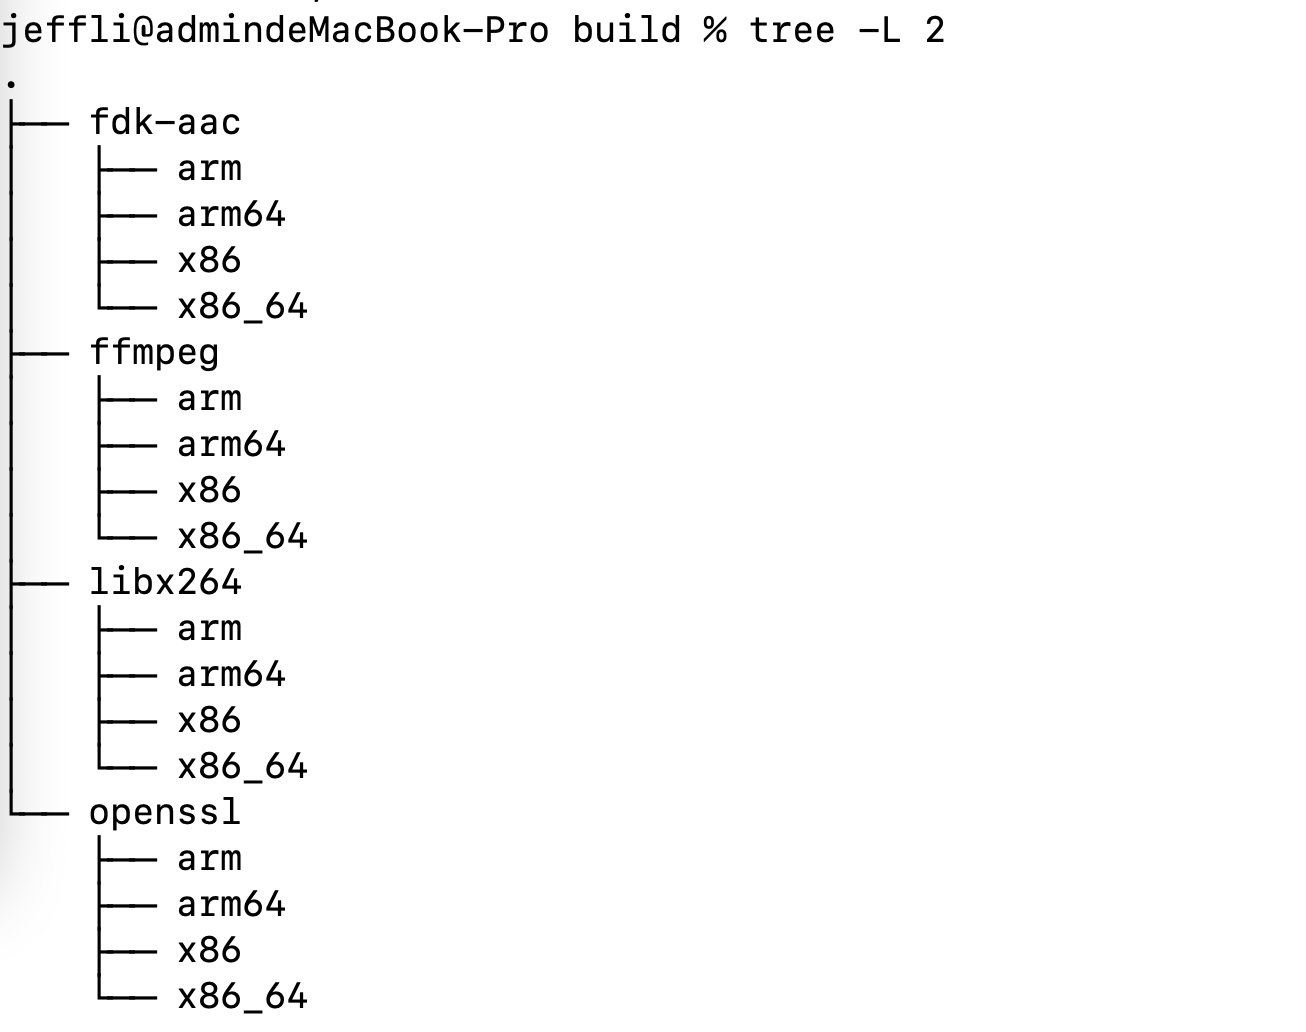 jeffli@admindeMacBook-Pro build % tree -L 2
.
├── fdk-aac
│   ├── arm
│   ├── arm64
│   ├── x86
│   └── x86_64
├── ffmpeg
│   ├── arm
│   ├── arm64
│   ├── x86
│   └── x86_64
├── libx264
│   ├── arm
│   ├── arm64
│   ├── x86
│   └── x86_64
└── openssl
    ├── arm
    ├── arm64
    ├── x86
    └── x86_64